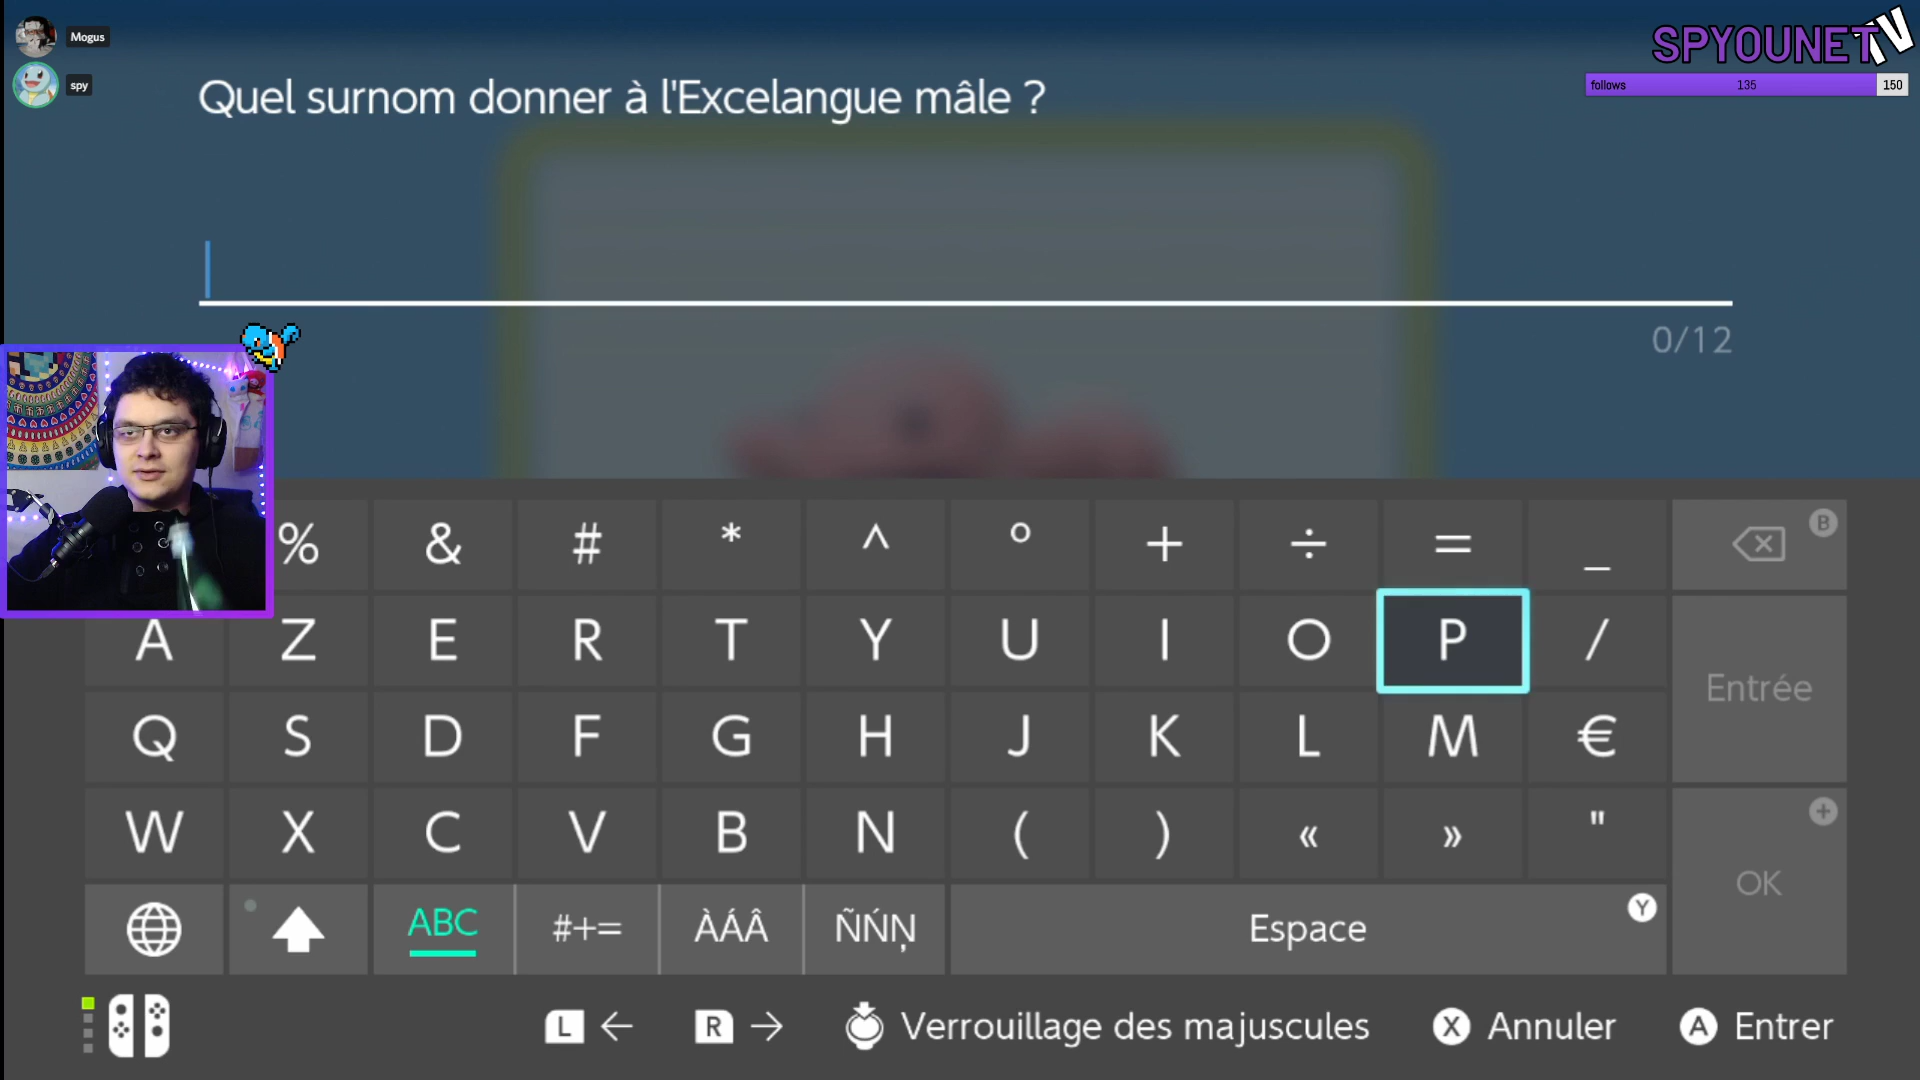 Mogus
spy
SPYOUNETTV
follows 135 150
Quel surnom donner à l'Excelangue mâle ?
0/12
% & # * ^ ° + ÷ = _ B
A Z E R T Y U I O P / Entrée
Q S D F G H J K L M €
W X C V B N ( ) « » " + OK
ABC #+= ÀÁÂ ÑŃŅ Espace Y
L ← R → Verrouillage des majuscules X Annuler A Entrer